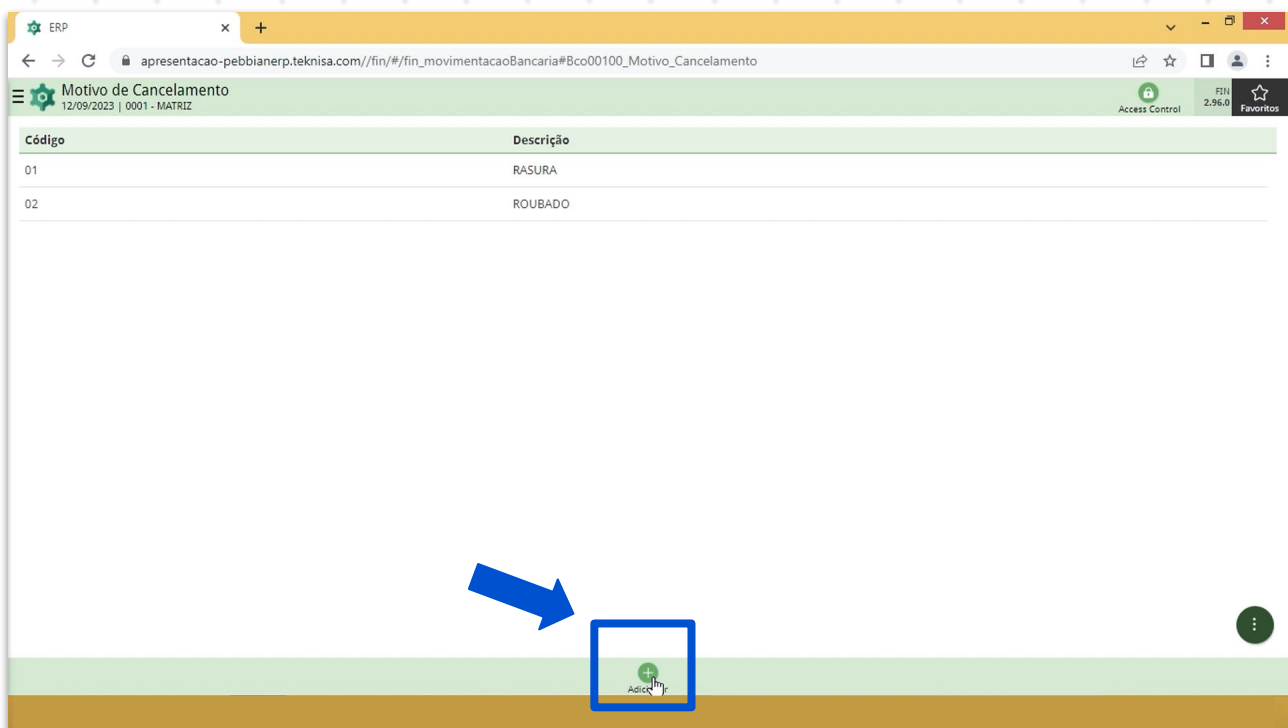 ERP
apresentacao-pebbianerp.teknisa.com//fin/#/fin_movimentacaoBancaria#Bco00100_Motivo_Cancelamento
Motivo de Cancelamento
12/09/2023 | 0001 - MATRIZ
Access Control
FIN
2.96.0
Favoritos
Código Descrição
01 RASURA
02 ROUBADO